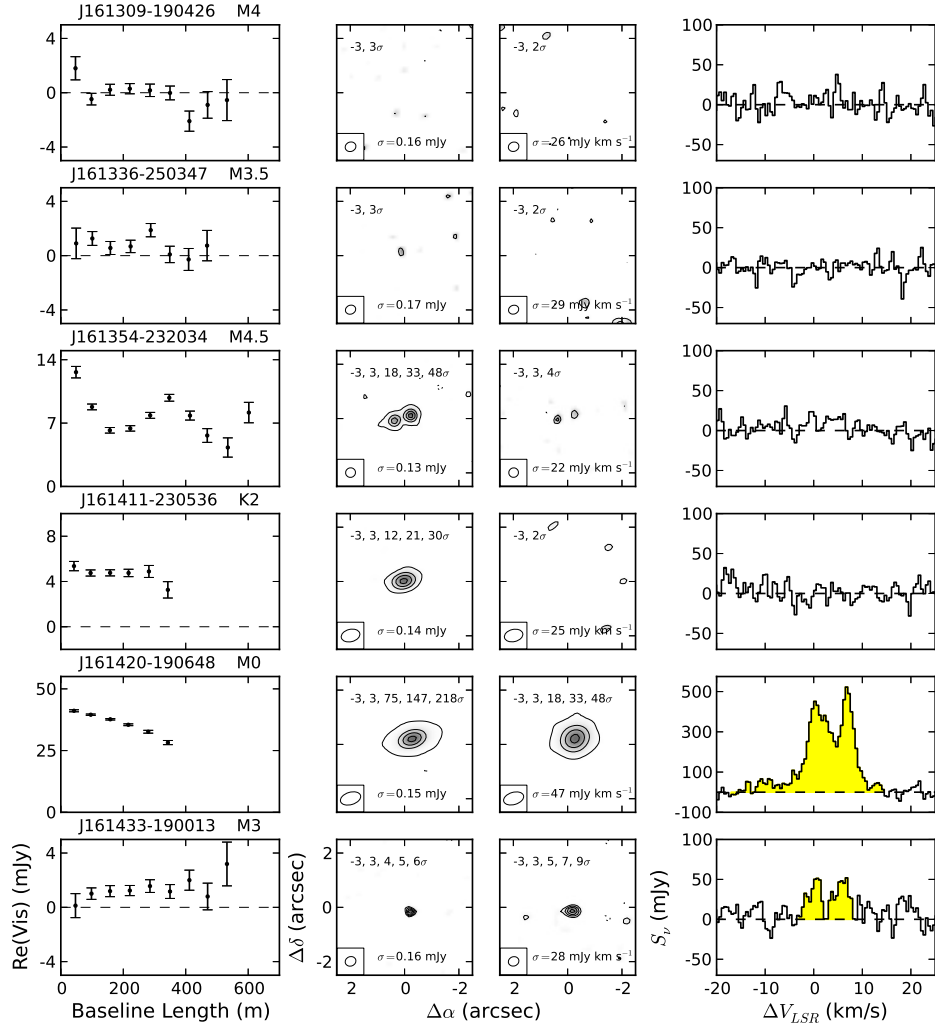 J161309-190426 M4
4
0
-4
-3, 3σ
σ=0.16 mJy
-3, 2σ
σ=26 mJy km s⁻¹
100
50
0
-50
J161336-250347 M3.5
4
0
-4
-3, 3σ
σ=0.17 mJy
-3, 2σ
σ=29 mJy km s⁻¹
100
50
0
-50
J161354-232034 M4.5
14
7
0
-3, 3, 18, 33, 48σ
σ=0.13 mJy
-3, 3, 4σ
σ=22 mJy km s⁻¹
100
50
0
-50
J161411-230536 K2
8
4
0
-3, 3, 12, 21, 30σ
σ=0.14 mJy
-3, 2σ
σ=25 mJy km s⁻¹
100
50
0
-50
J161420-190648 M0
50
25
0
-3, 3, 75, 147, 218σ
σ=0.15 mJy
-3, 3, 18, 33, 48σ
σ=47 mJy km s⁻¹
500
300
100
-100
J161433-190013 M3
Re(Vis) (mJy)
4
0
-4
0 200 400 600
Baseline Length (m)
Δδ (arcsec)
2
0
-2
-3, 3, 4, 5, 6σ
σ=0.16 mJy
-3, 3, 5, 7, 9σ
σ=28 mJy km s⁻¹
2 0 -2 2 0 -2
Δα (arcsec)
S_ν (mJy)
100
50
0
-50
-20 -10 0 10 20
ΔV_LSR (km/s)